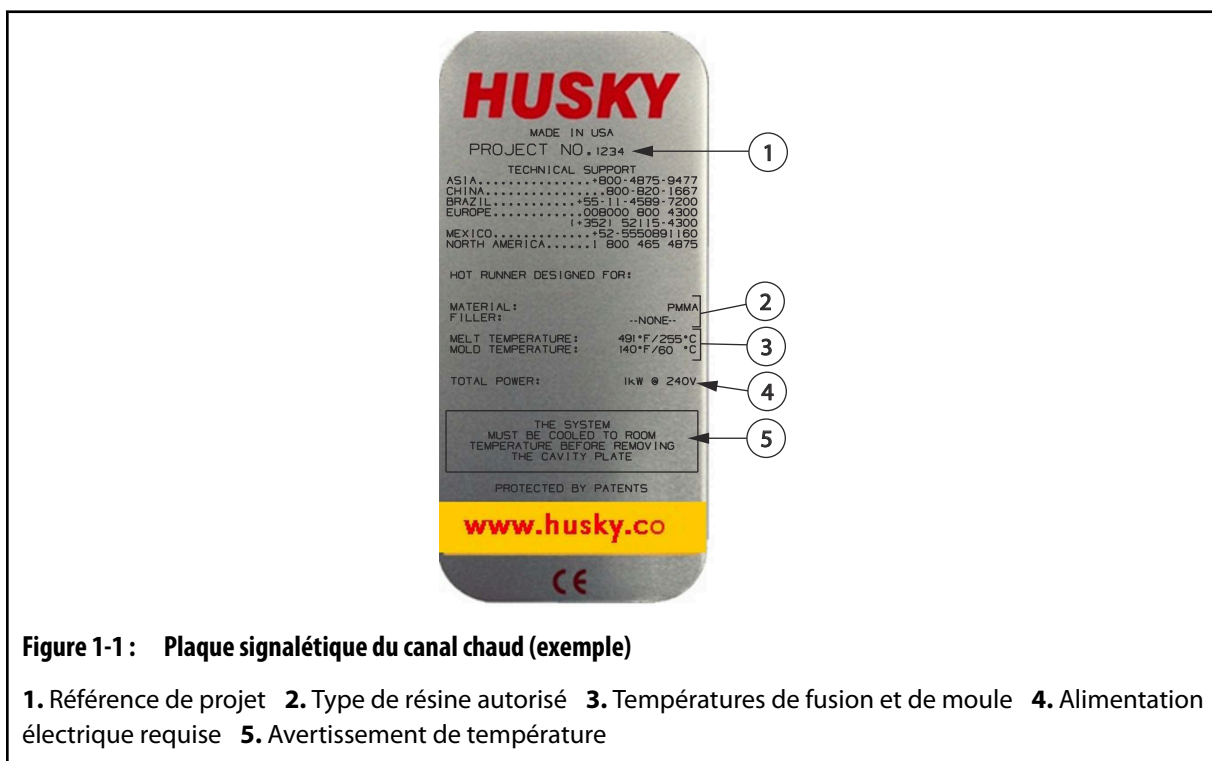 HUSKY
MADE IN USA
PROJECT NO.1234
1
TECHNICAL SUPPORT
ASIA...............+800-4875-9477
CHINA................800-820-1667
BRAZIL............+55-11-4589-7200
EUROPE...........008000 800 4300
(+352) 52115-4300
MEXICO............+52-5550891160
NORTH AMERICA......1 800 465 4875
HOT RUNNER DESIGNED FOR:
MATERIAL: PMMA
FILLER: --NONE--
2
MELT TEMPERATURE: 491°F/255°C
MOLD TEMPERATURE: 140°F/60 °C
3
TOTAL POWER: 1kW @ 240V
4
THE SYSTEM
MUST BE COOLED TO ROOM
TEMPERATURE BEFORE REMOVING
THE CAVITY PLATE
5
PROTECTED BY PATENTS
www.husky.co
CE
Figure 1-1 : Plaque signalétique du canal chaud (exemple)
1. Référence de projet 2. Type de résine autorisé 3. Températures de fusion et de moule 4. Alimentation
électrique requise 5. Avertissement de température